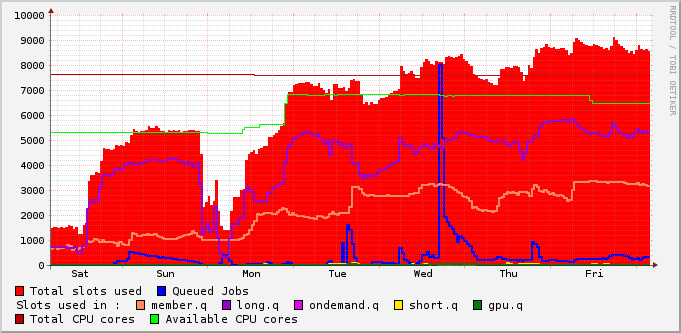 10000
9000
8000
7000
6000
5000
4000
3000
2000
1000
0
Sat Sun Mon Tue Wed Thu Fri
RRDTOOL / TOBI OETIKER
Total slots used Queued Jobs
Slots used in : member.q long.q ondemand.q short.q gpu.q
Total CPU cores Available CPU cores